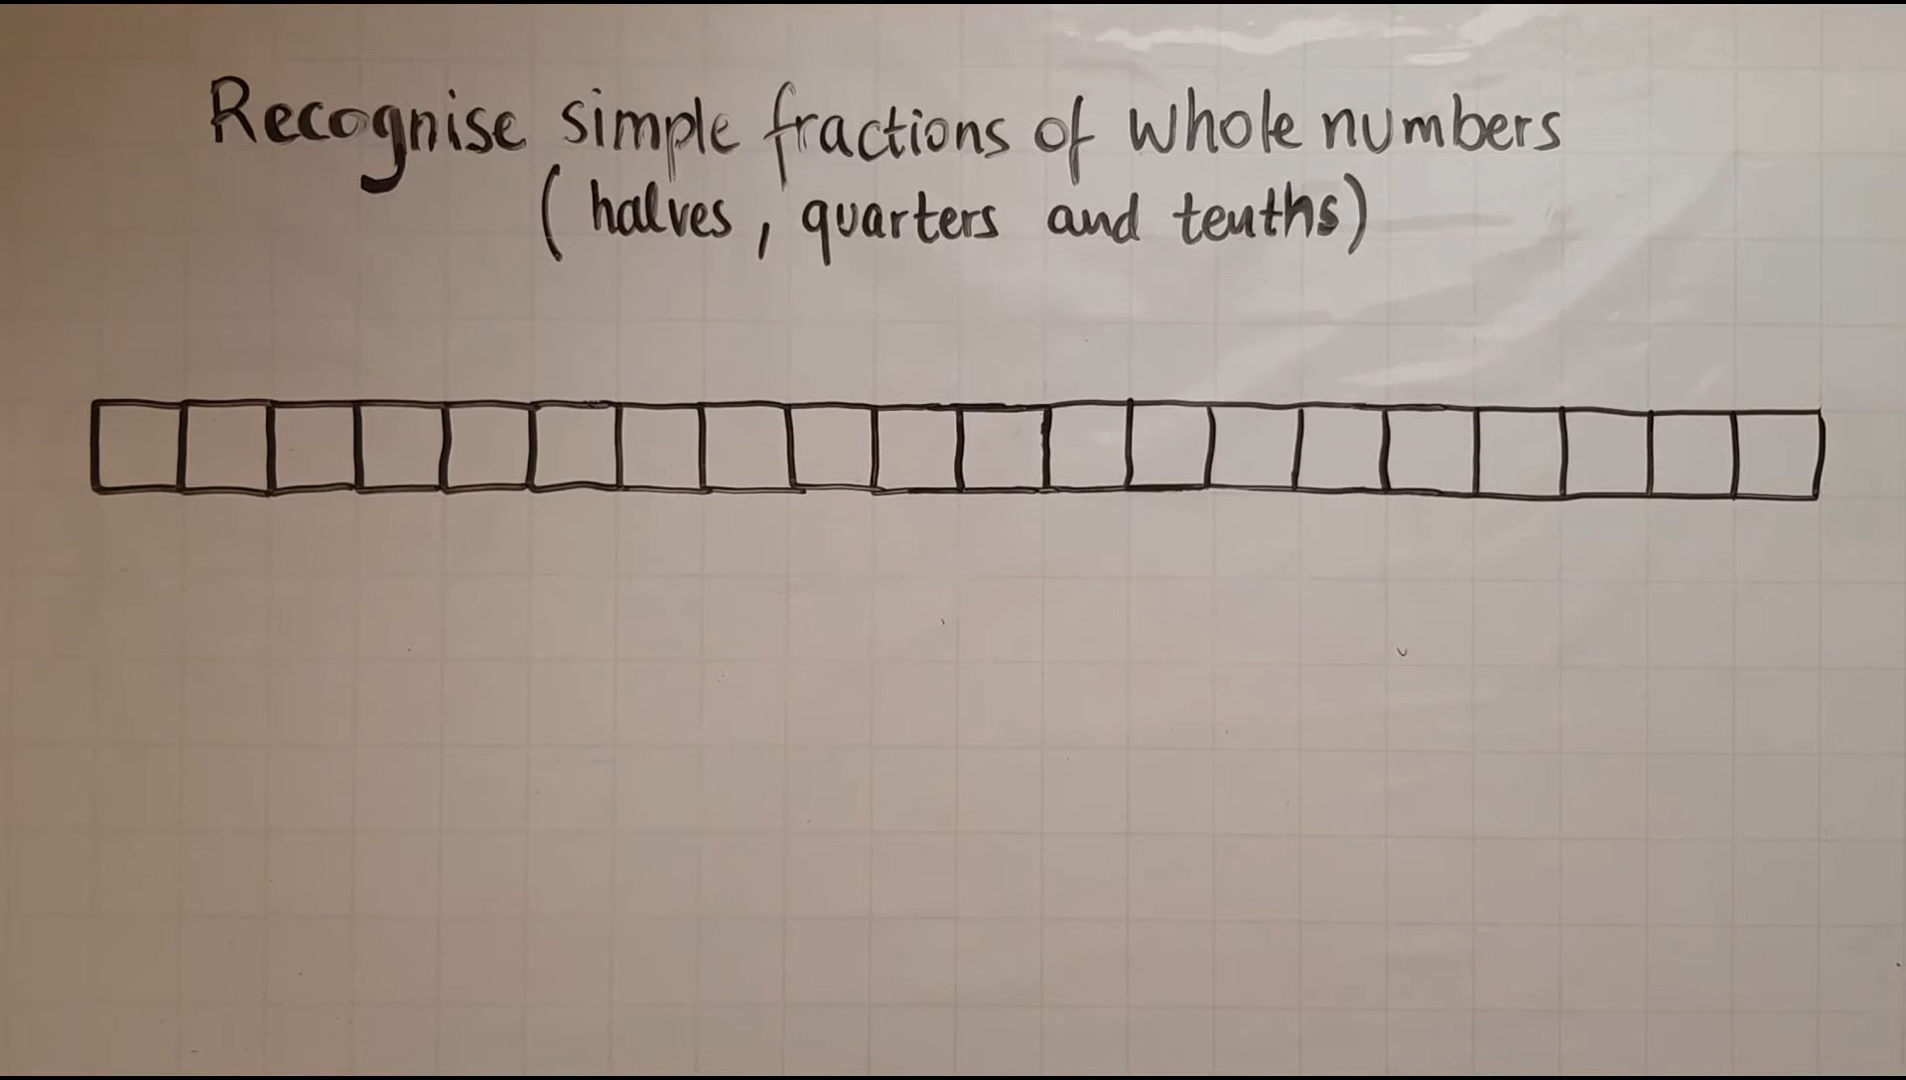 Recognise simple fractions of whole numbers
(halves, quarters and tenths)